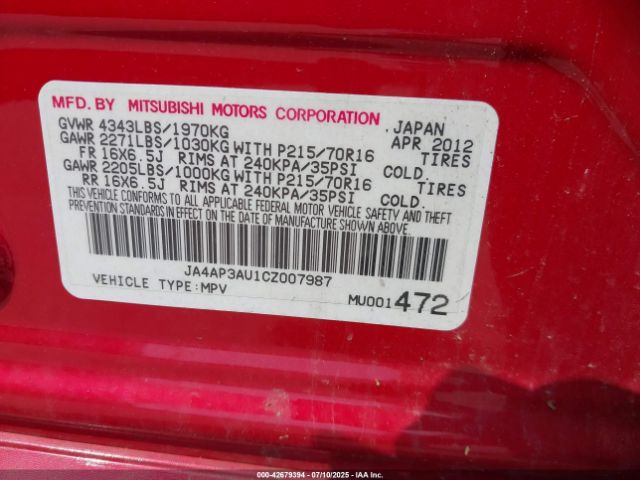 MFD. BY MITSUBISHI MOTORS CORPORATION
JAPAN
GVWR 4343LBS/1970KG APR 2012
GAWR 2271LBS/1030KG WITH P215/70R16 TIRES
FR 16X6.5J RIMS AT 240KPA/35PSI COLD.
GAWR 2205LBS/1000KG WITH P215/70R16 TIRES
RR 16X6.5J RIMS AT 240KPA/35PSI COLD.
THIS VEHICLE CONFORMS TO ALL APPLICABLE FEDERAL MOTOR VEHICLE SAFETY AND THEFT
PREVENTION STANDARDS IN EFFECT ON THE DATE OF MANUFACTURE SHOWN ABOVE.
JA4AP3AU1CZ007987
VEHICLE TYPE:MPV MU001472
000-42679394 07/10/2025 IAA Inc.